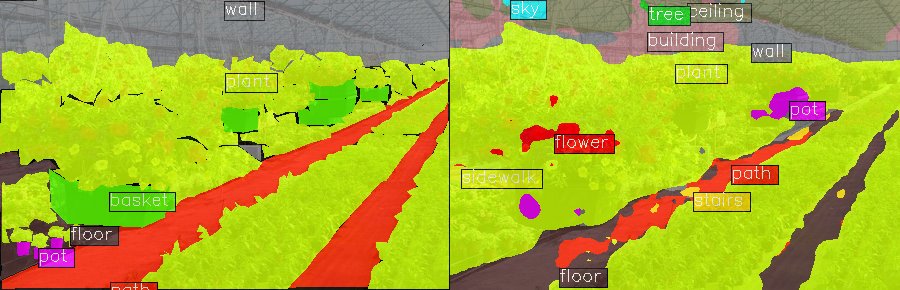 wall
plant
basket
floor
pot
path
sky
tree
ceiling
building
wall
plant
pot
flower
sidewalk
path
stairs
floor